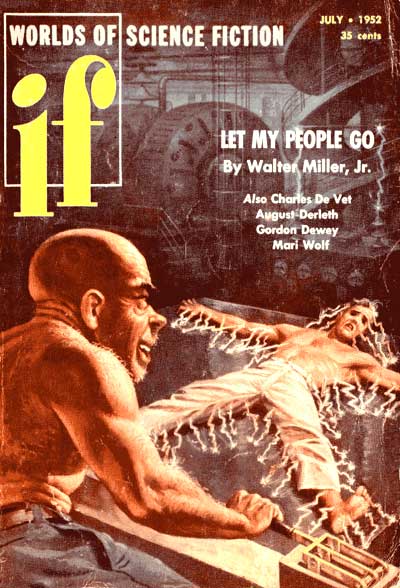 JULY • 1952
35 cents
WORLDS OF SCIENCE FICTION
if
LET MY PEOPLE GO
By Walter Miller, Jr.
Also Charles De Vet
August Derleth
Gordon Dewey
Mari Wolf